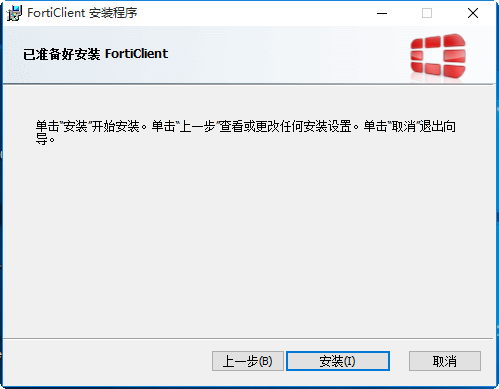 FortiClient 安装程序
已准备好安装 FortiClient
单击"安装"开始安装。单击"上一步"查看或更改任何安装设置。单击"取消"退出向
导。
上一步(B) 安装(I) 取消